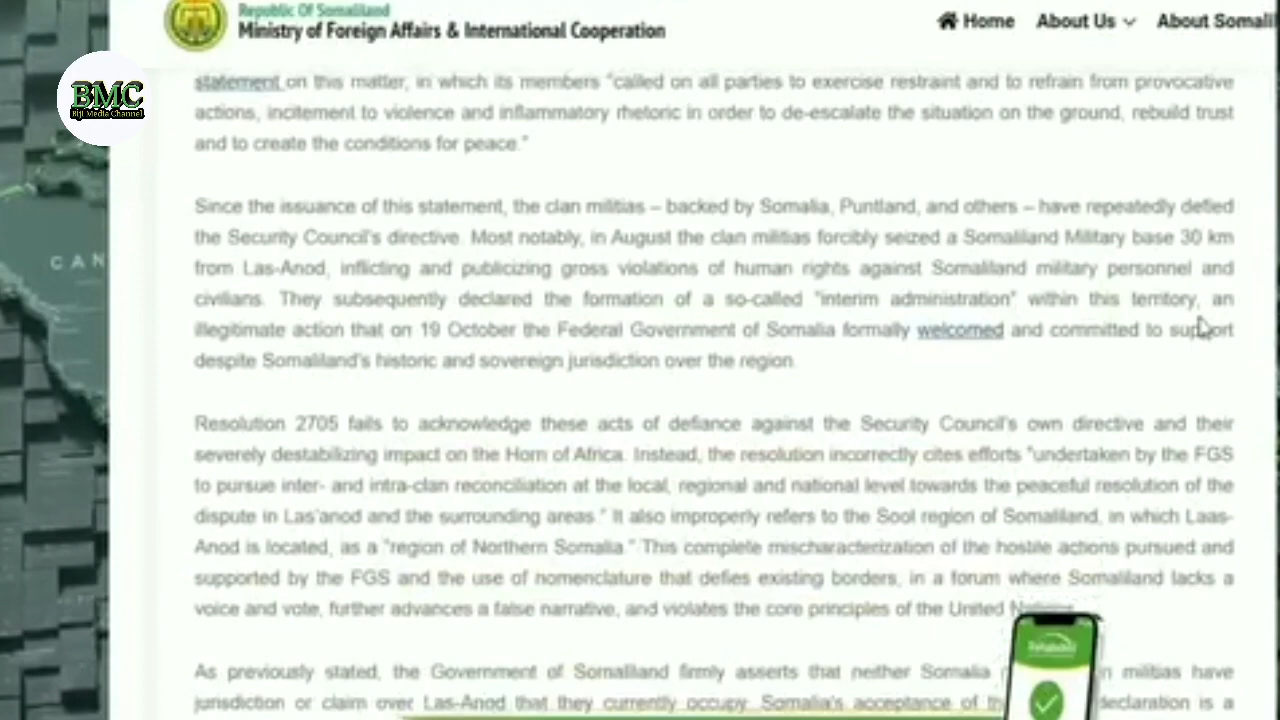 Republic Of Somaliland
Ministry of Foreign Affairs & International Cooperation
Home About Us About Somali
BMC
Biji Media Channel
CAN
statement on this matter, in which its members "called on all parties to exercise restraint and to refrain from provocative
actions, incitement to violence and inflammatory rhetoric in order to de-escalate the situation on the ground, rebuild trust
and to create the conditions for peace."
Since the issuance of this statement, the clan militias – backed by Somalia, Puntland, and others – have repeatedly defied
the Security Council's directive. Most notably, in August the clan militias forcibly seized a Somaliland Military base 30 km
from Las-Anod, inflicting and publicizing gross violations of human rights against Somaliland military personnel and
civilians. They subsequently declared the formation of a so-called "interim administration" within this territory, an
illegitimate action that on 19 October the Federal Government of Somalia formally welcomed and committed to support
despite Somaliland's historic and sovereign jurisdiction over the region.
Resolution 2705 fails to acknowledge these acts of defiance against the Security Council's own directive and their
severely destabilizing impact on the Horn of Africa. Instead, the resolution incorrectly cites efforts "undertaken by the FGS
to pursue inter- and intra-clan reconciliation at the local, regional and national level towards the peaceful resolution of the
dispute in Las'anod and the surrounding areas." It also improperly refers to the Sool region of Somaliland, in which Laas-
Anod is located, as a "region of Northern Somalia." This complete mischaracterization of the hostile actions pursued and
supported by the FGS and the use of nomenclature that defies existing borders, in a forum where Somaliland lacks a
voice and vote, further advances a false narrative, and violates the core principles of the United Nations.
As previously stated, the Government of Somaliland firmly asserts that neither Somalia militias have
jurisdiction or claim over Las-Anod that they currently occupy. Somalia's acceptance of declaration is a